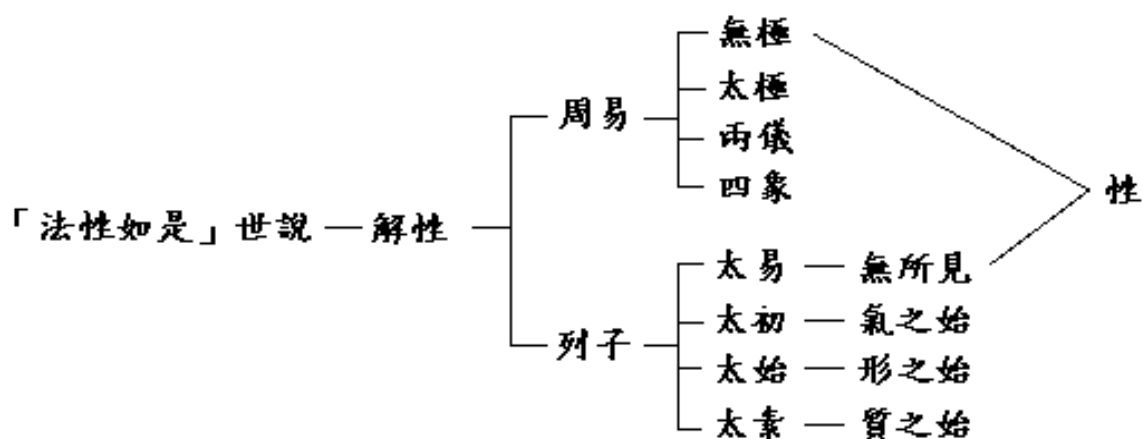 「法性如是」世說 — 解性
周易
無極
太極
兩儀
四象
列子
太易 — 無所見
太初 — 氣之始
太始 — 形之始
太素 — 質之始
性